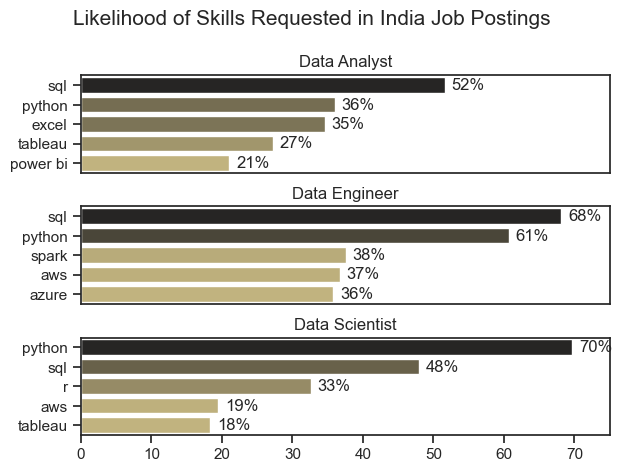 Likelihood of Skills Requested in India Job Postings
Data Analyst
sql 52%
python 36%
excel 35%
tableau 27%
power bi 21%
Data Engineer
sql 68%
python 61%
spark 38%
aws 37%
azure 36%
Data Scientist
python 70%
sql 48%
r 33%
aws 19%
tableau 18%
0 10 20 30 40 50 60 70